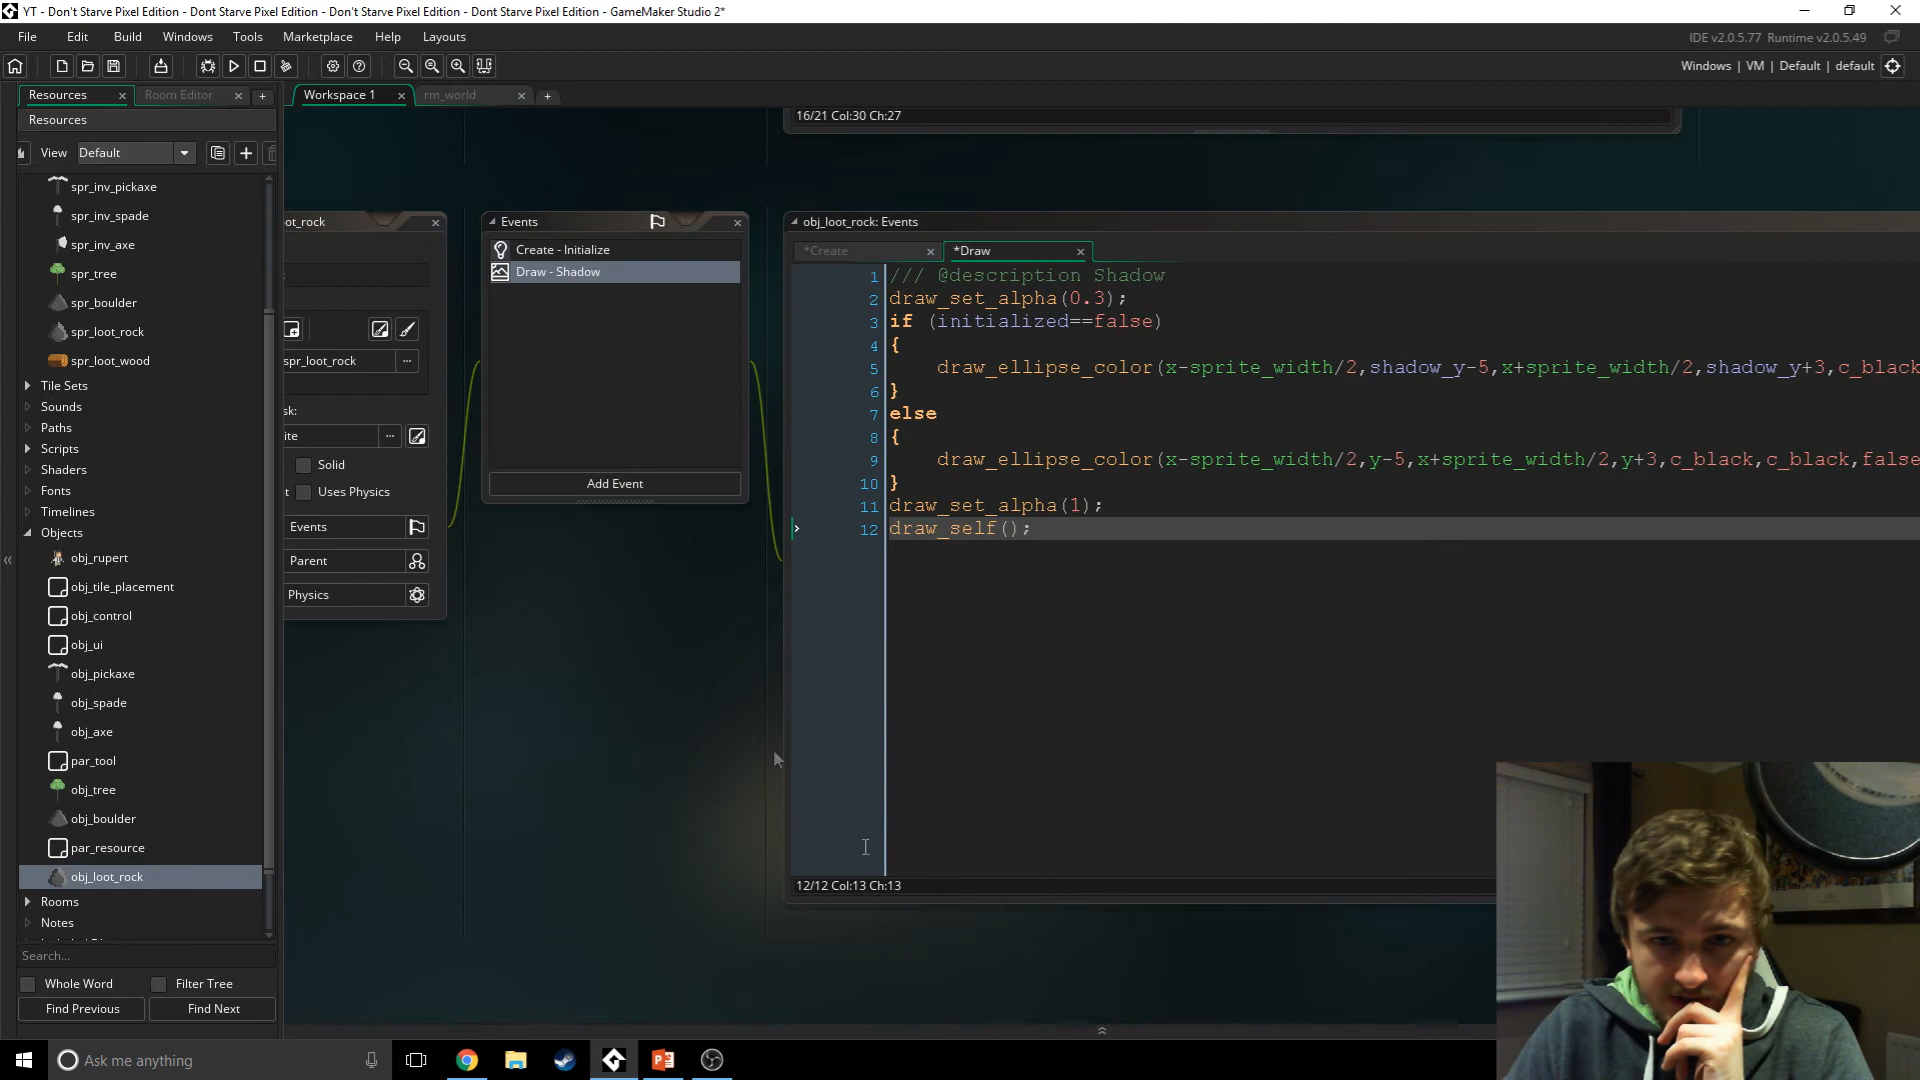 YT - Don't Starve Pixel Edition - Dont Starve Pixel Edition - Don't Starve Pixel Edition - Dont Starve Pixel Edition - GameMaker Studio 2*
File Edit Build Windows Tools Marketplace Help Layouts
IDE v2.0.5.77 Runtime v2.0.5.49
Windows | VM | Default | default
Resources Room Editor Workspace 1 rm_world
Resources
16/21 Col:30 Ch:27
View Default
spr_inv_pickaxe
spr_inv_spade
spr_inv_axe
spr_tree
spr_boulder
spr_loot_rock
spr_loot_wood
Tile Sets
Sounds
Paths
Scripts
Shaders
Fonts
Timelines
Objects
obj_rupert
obj_tile_placement
obj_control
obj_ui
obj_pickaxe
obj_spade
obj_axe
par_tool
obj_tree
obj_boulder
par_resource
obj_loot_rock
Rooms
Notes
Search...
Whole Word Filter Tree
Find Previous Find Next
oot_rock
spr_loot_rock
sk:
ite
Solid
t Uses Physics
Events
Parent
Physics
Events
Create - Initialize
Draw - Shadow
Add Event
obj_loot_rock: Events
*Create *Draw
1 /// @description Shadow
2 draw_set_alpha(0.3);
3 if (initialized==false)
4 {
5 draw_ellipse_color(x-sprite_width/2,shadow_y-5,x+sprite_width/2,shadow_y+3,c_black
6 }
7 else
8 {
9 draw_ellipse_color(x-sprite_width/2,y-5,x+sprite_width/2,y+3,c_black,c_black,false
10 }
11 draw_set_alpha(1);
12 draw_self();
12/12 Col:13 Ch:13
Ask me anything